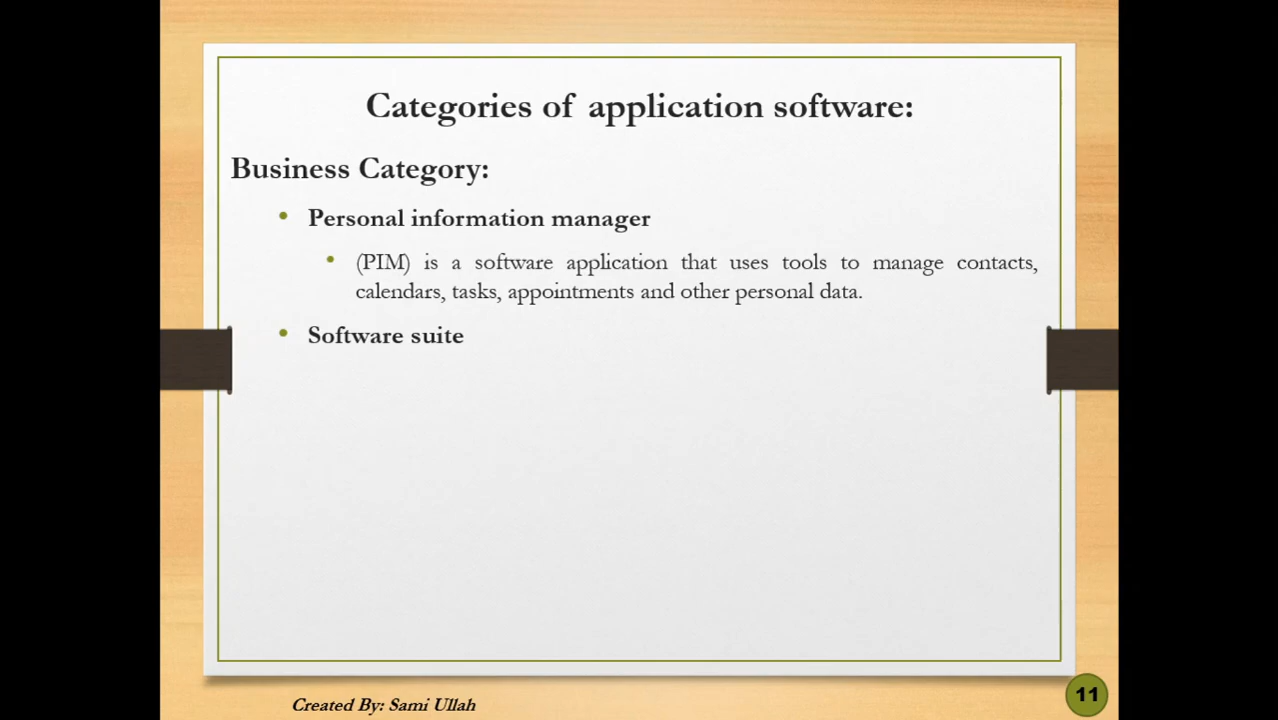 Categories of application software:
Business Category:
• Personal information manager
• (PIM) is a software application that uses tools to manage contacts,
calendars, tasks, appointments and other personal data.
• Software suite
Created By: Sami Ullah
11